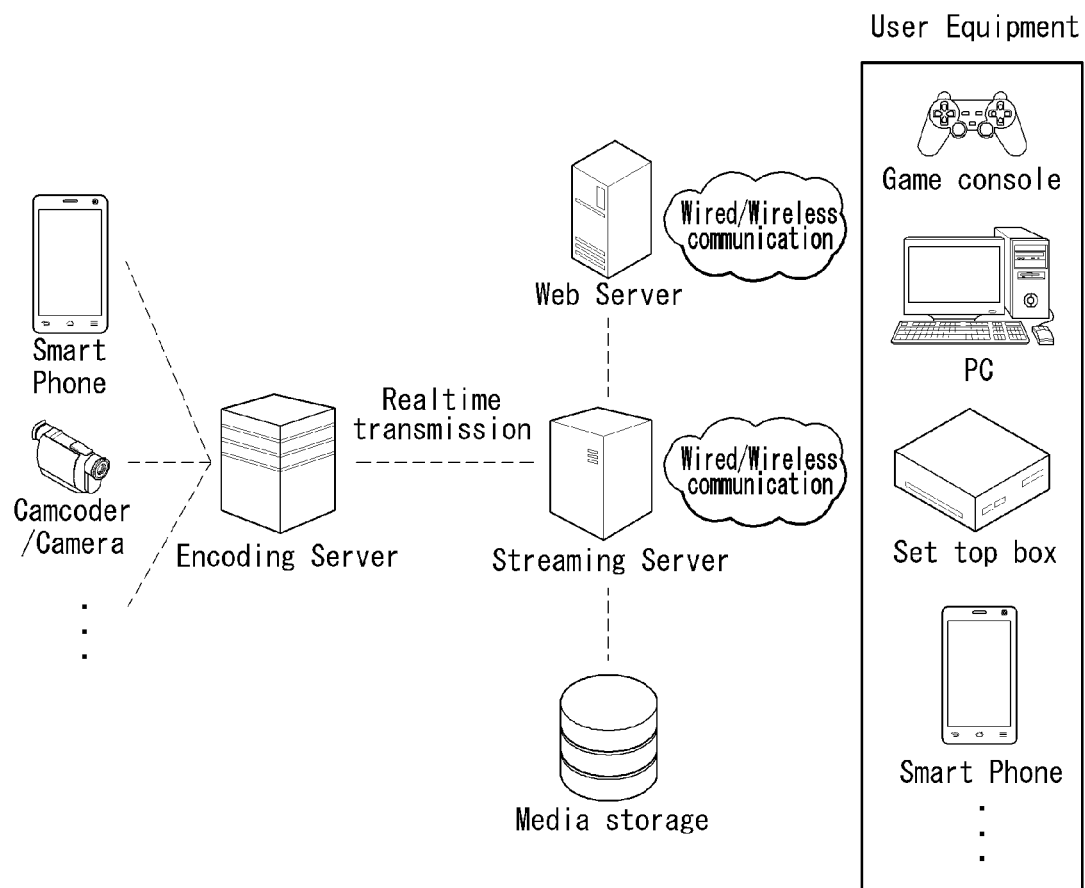 User Equipment
Game console
Wired/Wireless
communication
Web Server
Smart
Phone
PC
Realtime
transmission
Wired/Wireless
communication
Camcoder
/Camera
Encoding Server
Streaming Server
Set top box
Media storage
Smart Phone